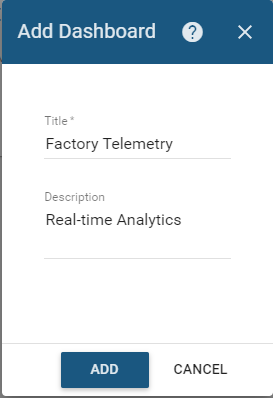 Add Dashboard ?
Title *
Factory Telemetry
Description
Real-time Analytics
ADD CANCEL